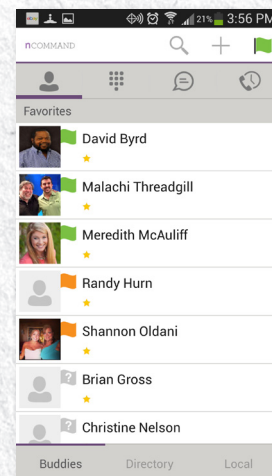 21% 3:56 PM
nCOMMAND
Favorites
David Byrd
Malachi Threadgill
Meredith McAuliff
Randy Hurn
Shannon Oldani
? Brian Gross
? Christine Nelson
Buddies Directory Local